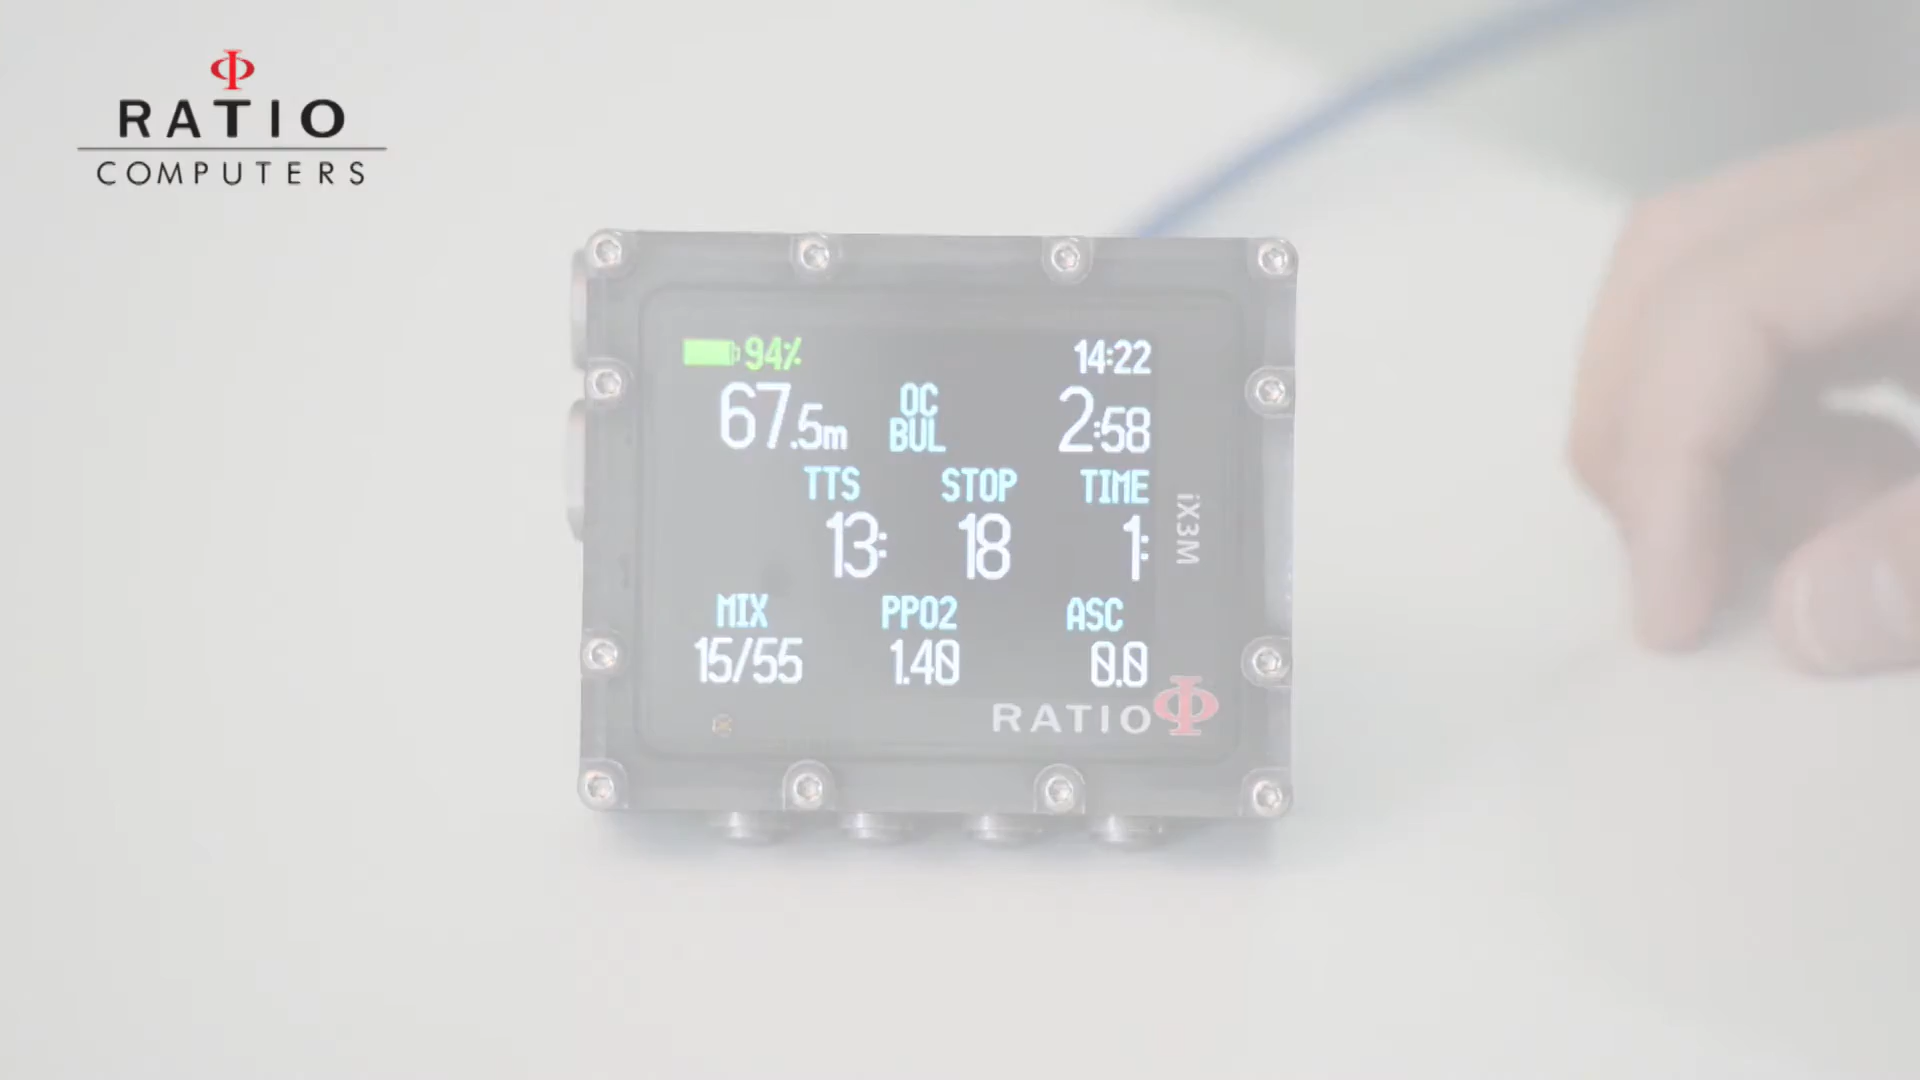 RATIO
COMPUTERS
94% 14:22
67.5m OC BUL 2:58
TTS STOP TIME
13: 18 1:
MIX PPO2 ASC
15/55 1.40 0.0
RATIO
iX3M